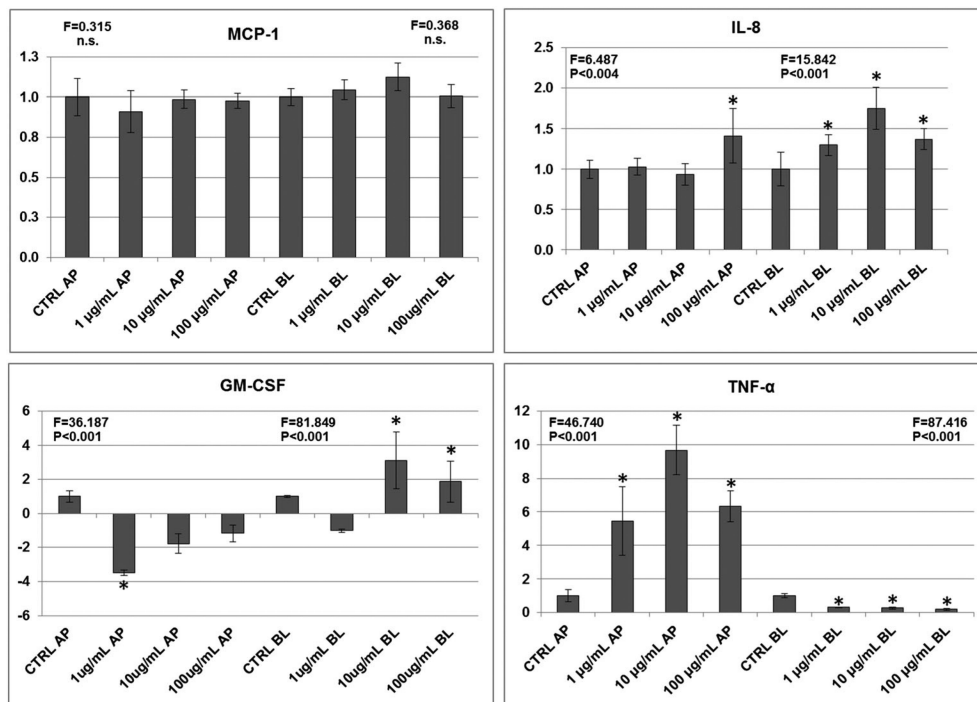 F=0.315
n.s.
MCP-1
F=0.368
n.s.
1.3
1.0
0.8
0.5
0.3
0.0
CTRL AP
1 µg/mL AP
10 µg/mL AP
100 µg/mL AP
CTRL BL
1 µg/mL BL
10 µg/mL BL
100ug/mL BL
IL-8
F=6.487
P<0.004
F=15.842
P<0.001
2.5
2.0
1.5
1.0
0.5
0.0
* * * *
CTRL AP
1 µg/mL AP
10 µg/mL AP
100 µg/mL AP
CTRL BL
1 µg/mL BL
10 µg/mL BL
100 µg/mL BL
GM-CSF
F=36.187
P<0.001
F=81.849
P<0.001
6
4
2
0
-2
-4
-6
* * *
CTRL AP
1ug/mL AP
10ug/mL AP
100ug/mL AP
CTRL BL
1ug/mL BL
10ug/mL BL
100ug/mL BL
TNF-α
F=46.740
P<0.001
F=87.416
P<0.001
12
10
8
6
4
2
0
* * * * * *
CTRL AP
1 µg/mL AP
10 µg/mL AP
100 µg/mL AP
CTRL BL
1 µg/mL BL
10 µg/mL BL
100 µg/mL BL